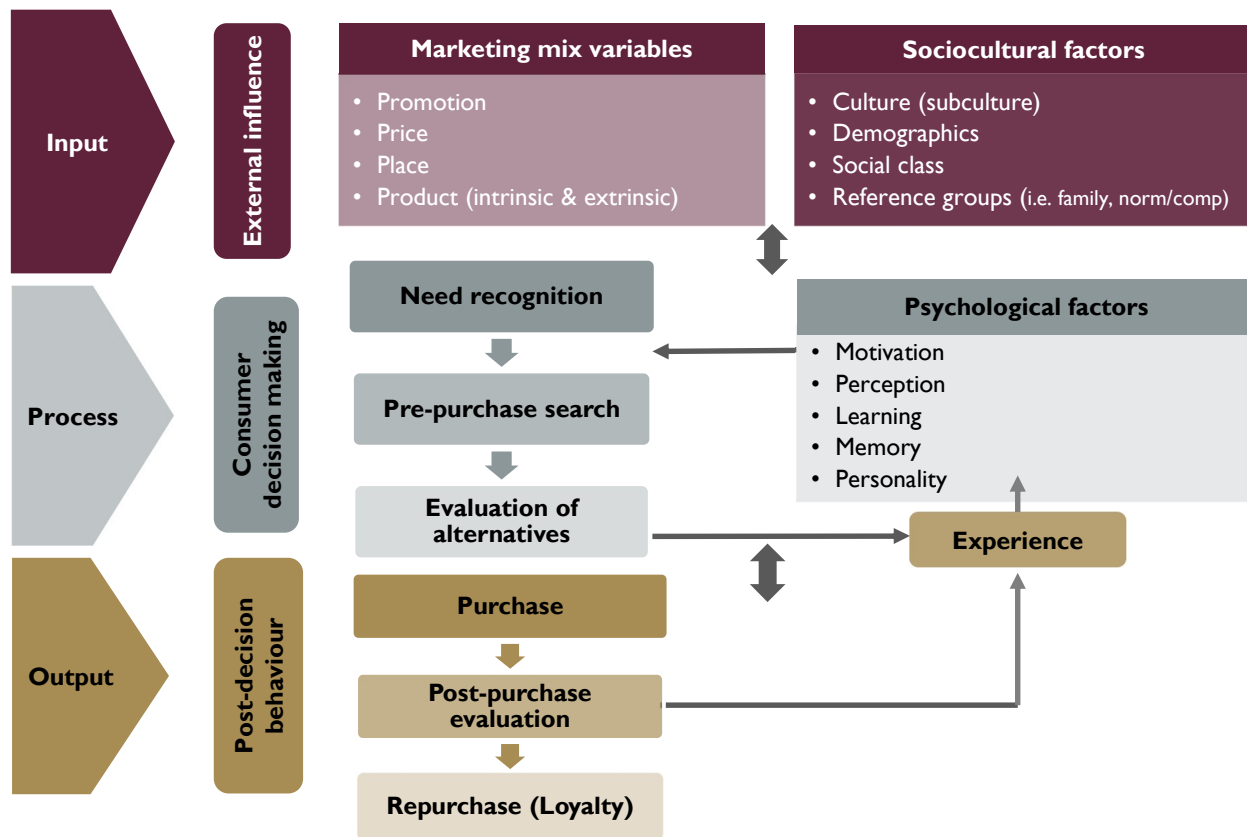 Input
External influence
Marketing mix variables
• Promotion
• Price
• Place
• Product (intrinsic & extrinsic)
Sociocultural factors
• Culture (subculture)
• Demographics
• Social class
• Reference groups (i.e. family, norm/comp)
Process
Consumer
decision making
Need recognition
Pre-purchase search
Evaluation of
alternatives
Psychological factors
• Motivation
• Perception
• Learning
• Memory
• Personality
Experience
Output
Post-decision
behaviour
Purchase
Post-purchase
evaluation
Repurchase (Loyalty)